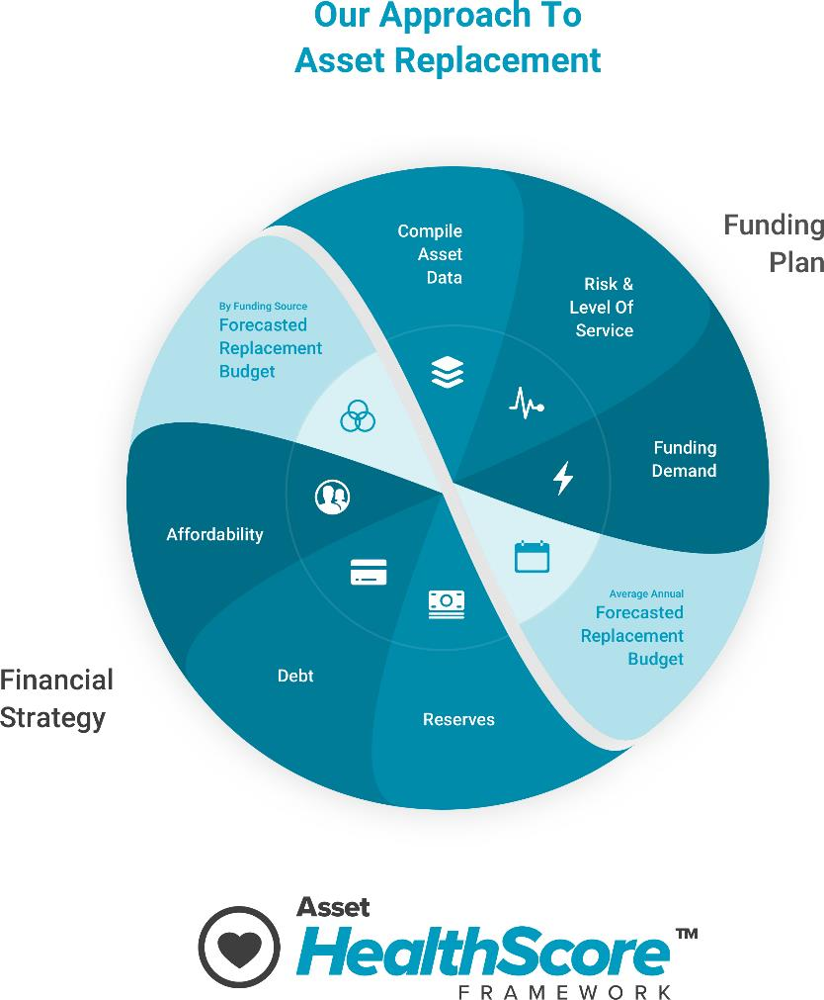 Our Approach To
Asset Replacement
Funding
Plan
Compile
Asset
Data
Risk &
Level Of
Service
Funding
Demand
Average Annual
Forecasted
Replacement
Budget
Reserves
Debt
Affordability
By Funding Source
Forecasted
Replacement
Budget
Financial
Strategy
Asset
HealthScore™
FRAMEWORK